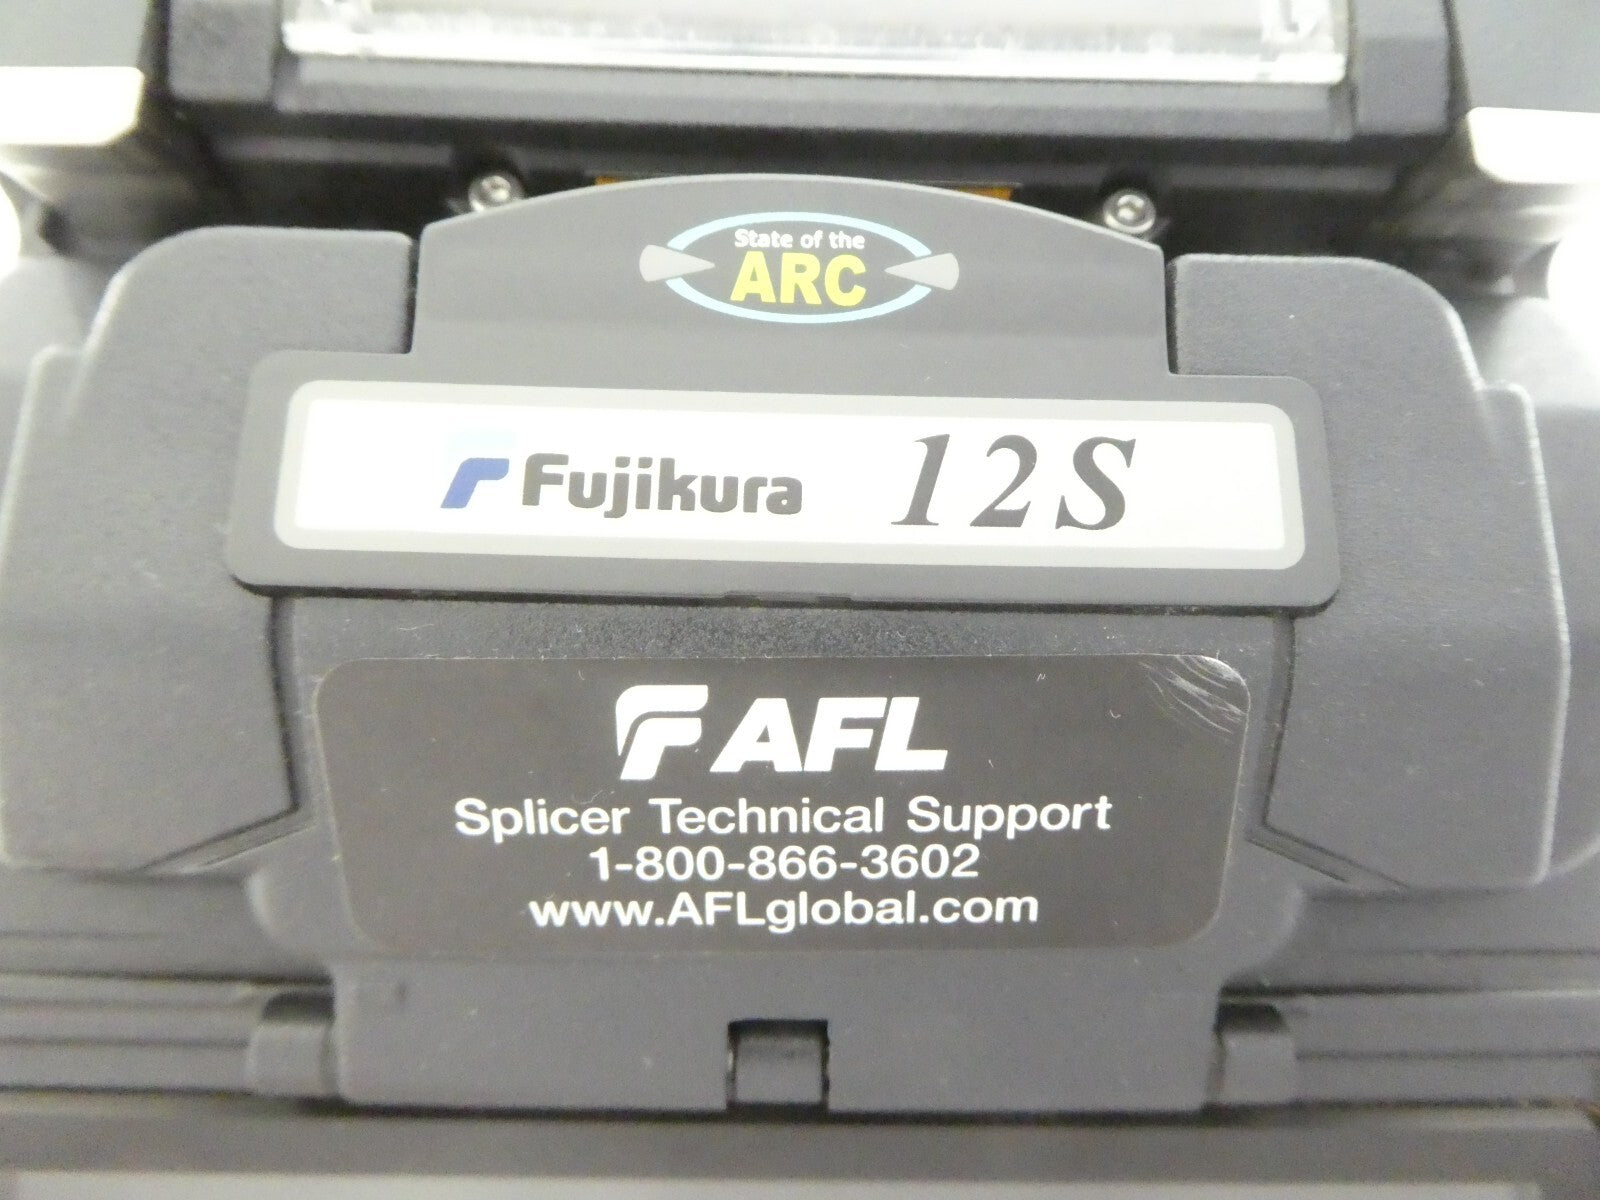 State of the
ARC
Fujikura 12S
AFL
Splicer Technical Support
1-800-866-3602
www.AFLglobal.com